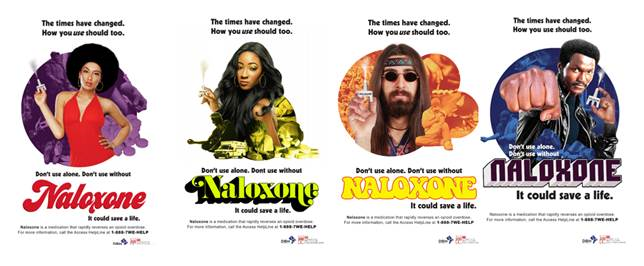 The times have changed.
How you use should too.
Don't use alone. Don't use without
Naloxone
It could save a life.
Naloxone is a medication that rapidly reverses an opioid overdose.
For more information, call the Access HelpLine at 1-888-7WE-HELP
DBH
The times have changed.
How you use should too.
Don't use alone. Dont use without
Naloxone
It could save a life.
Naloxone is a medication that rapidly reverses an opioid overdose.
For more information, call the Access HelpLine at 1-888-7WE-HELP
DBH
The times have changed.
How you use should too.
Don't use alone. Don't use without
NALOXONE
It could save a life.
Naloxone is a medication that rapidly reverses an opioid overdose.
For more information, call the Access HelpLine at 1-888-7WE-HELP
DBH
The times have changed.
How you use should too.
Don't use alone.
Don't use without
NALOXONE
It could save a life.
Naloxone is a medication that rapidly reverses an opioid overdose.
For more information, call the Access HelpLine at 1-888-7WE-HELP
DBH